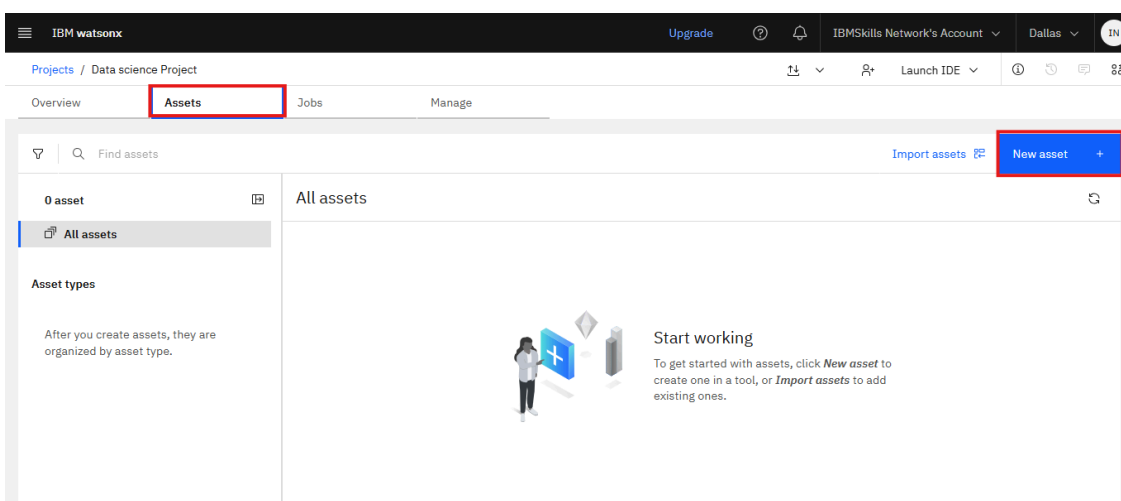 IBM watsonx
Upgrade
IBMSkills Network's Account
Dallas
IN
Projects / Data science Project
Launch IDE
Overview
Assets
Jobs
Manage
Find assets
Import assets
New asset +
0 asset
All assets
All assets
Asset types
After you create assets, they are
organized by asset type.
Start working
To get started with assets, click New asset to
create one in a tool, or Import assets to add
existing ones.